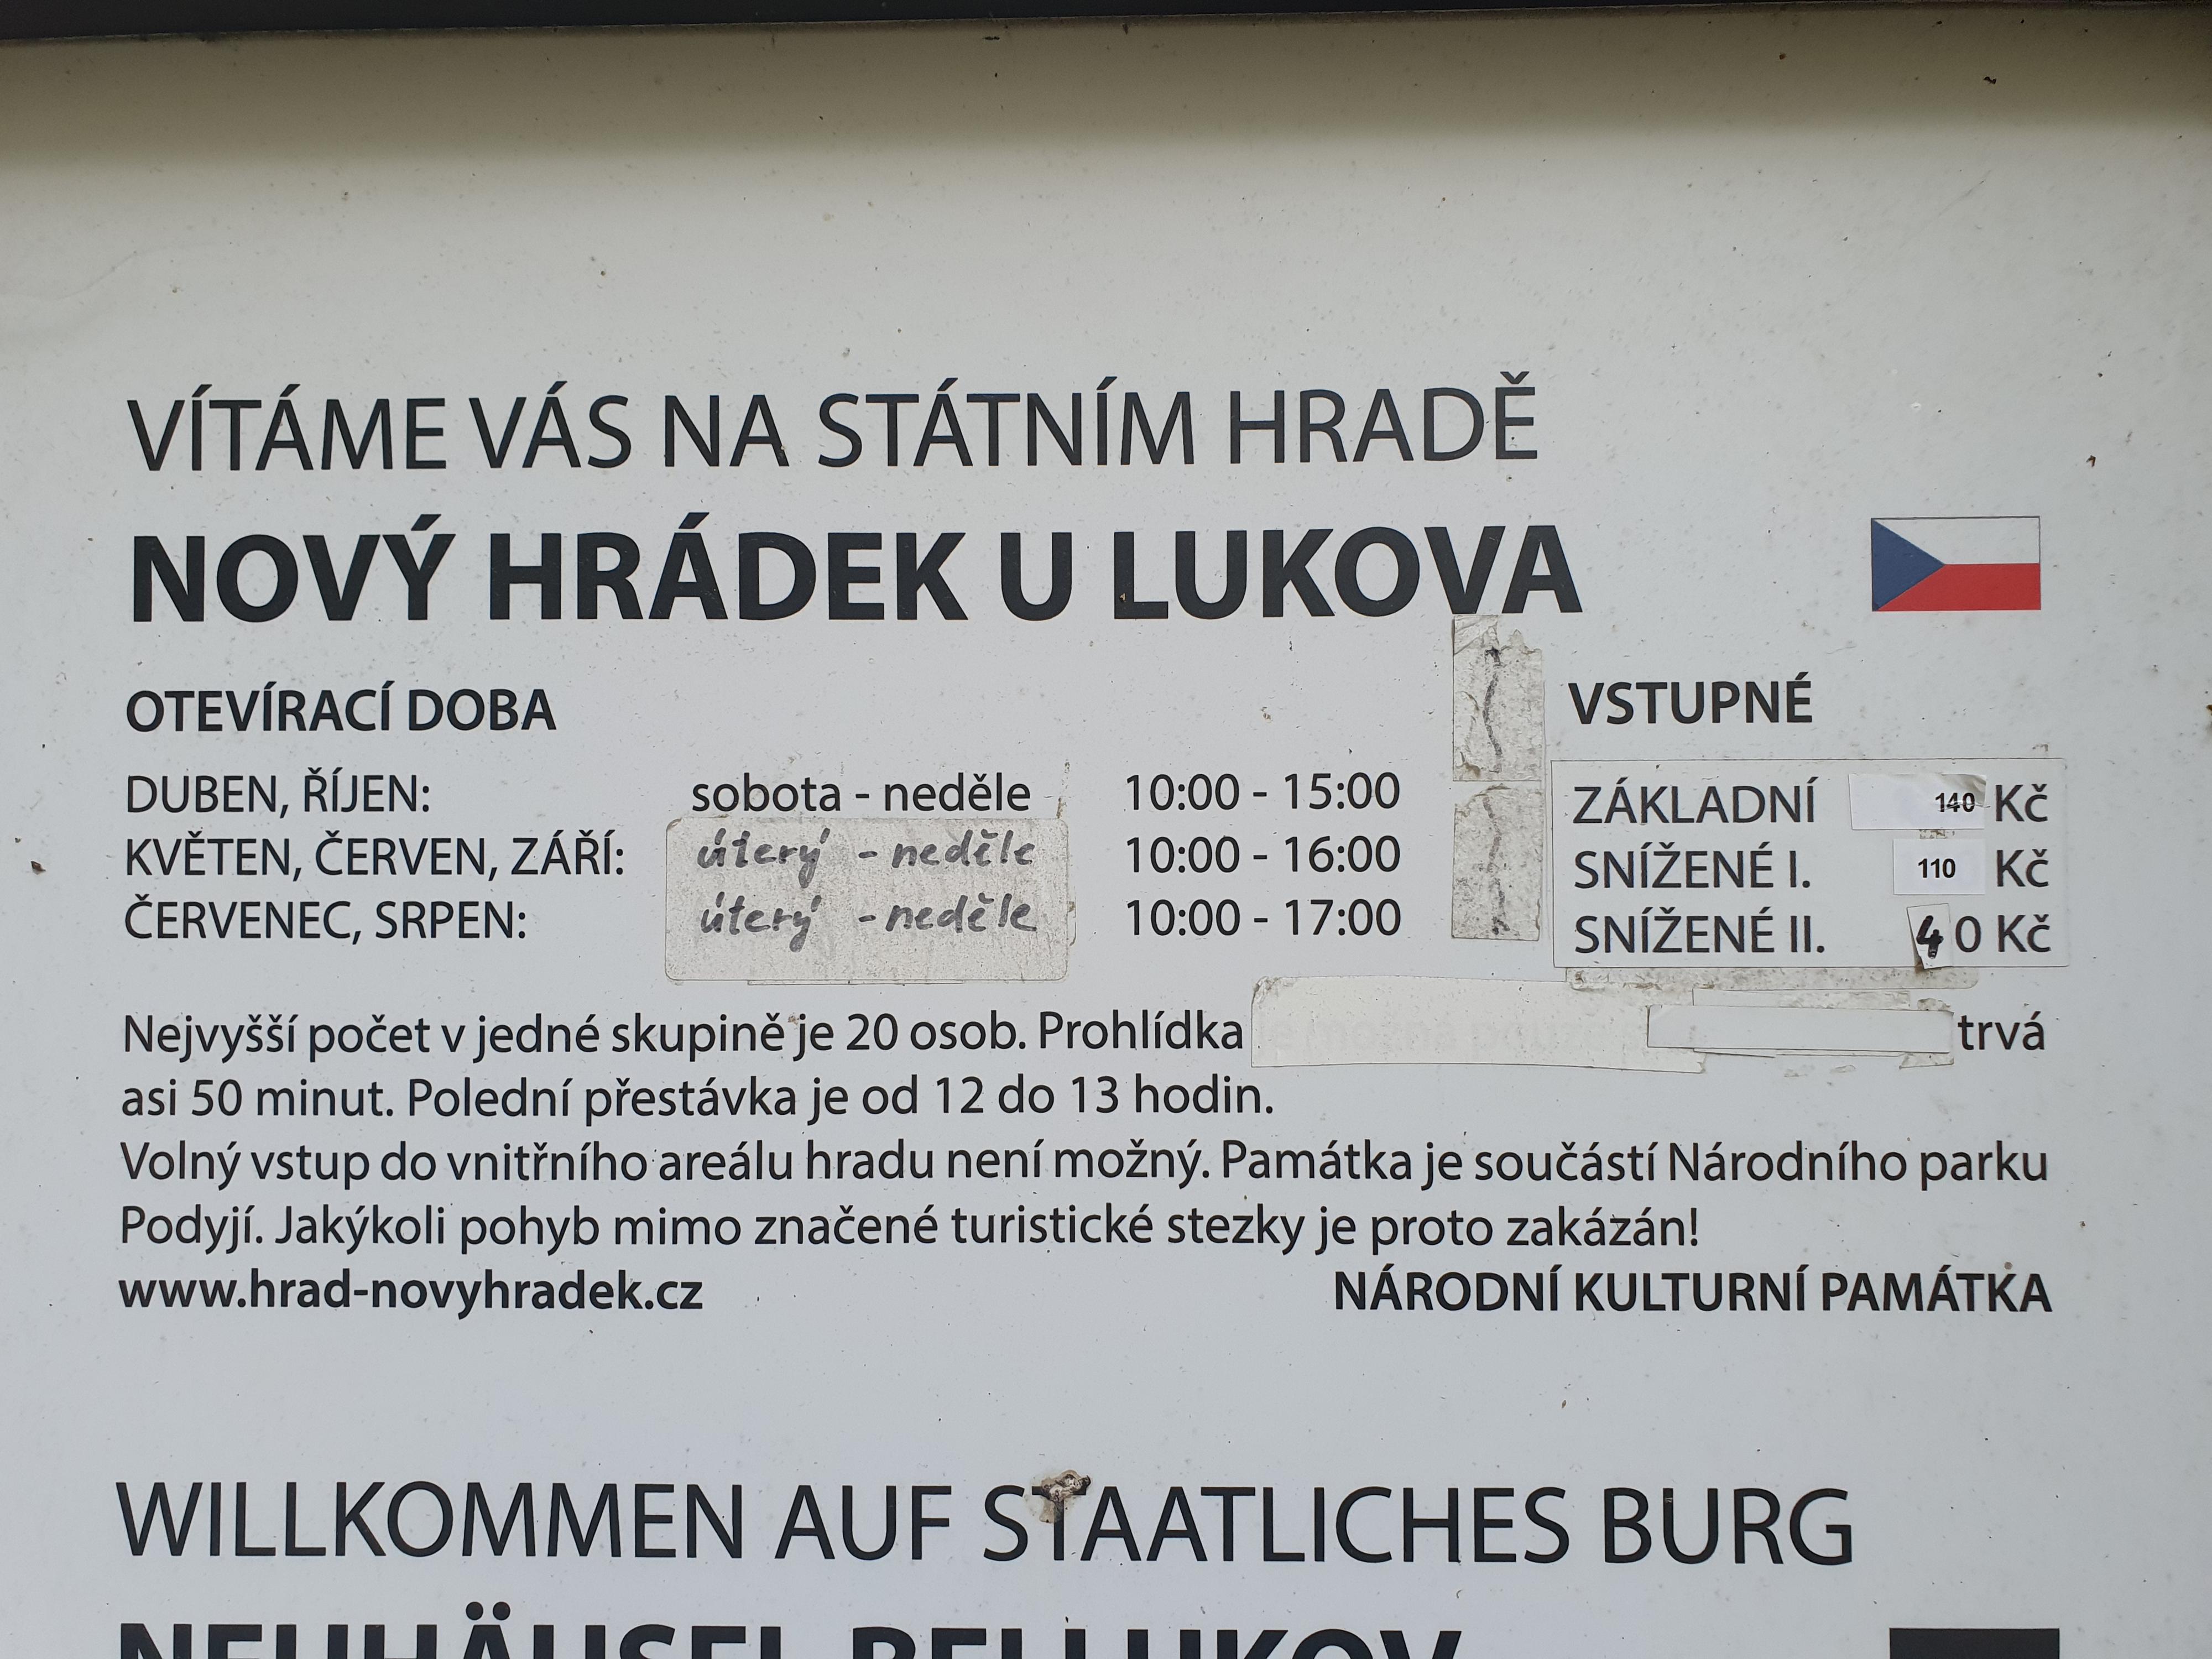 VÍTÁME VÁS NA STÁTNÍM HRADĚ
NOVÝ HRÁDEK U LUKOVA
OTEVÍRACÍ DOBA
DUBEN, ŘÍJEN: sobota - neděle 10:00 - 15:00
KVĚTEN, ČERVEN, ZÁŘÍ: úterý - neděle 10:00 - 16:00
ČERVENEC, SRPEN: úterý - neděle 10:00 - 17:00
VSTUPNÉ
ZÁKLADNÍ 140 Kč
SNÍŽENÉ I. 110 Kč
SNÍŽENÉ II. 40 Kč
Nejvyšší počet v jedné skupině je 20 osob. Prohlídka trvá
asi 50 minut. Polední přestávka je od 12 do 13 hodin.
Volný vstup do vnitřního areálu hradu není možný. Památka je součástí Národního parku
Podyjí. Jakýkoli pohyb mimo značené turistické stezky je proto zakázán!
www.hrad-novyhradek.cz NÁRODNÍ KULTURNÍ PAMÁTKA
WILLKOMMEN AUF STAATLICHES BURG
NEUHÄUSEL BEI LUKOV